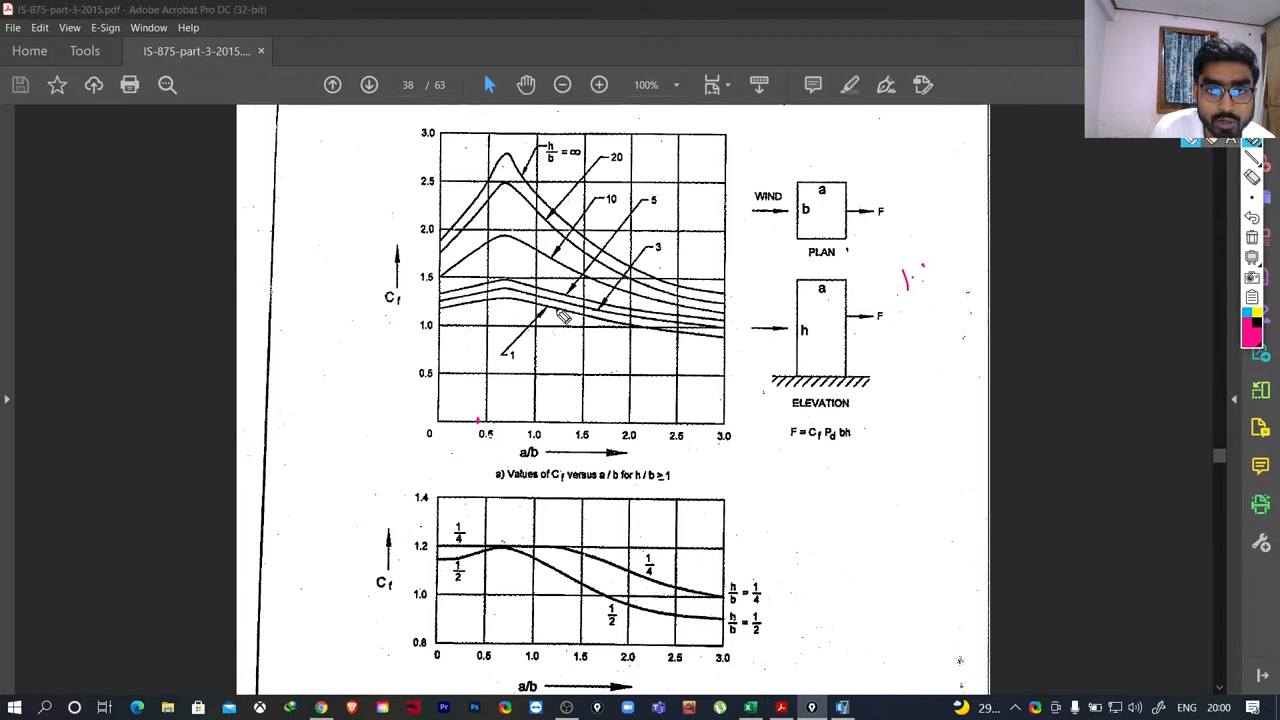 IS-875-part-3-2015.pdf - Adobe Acrobat Pro DC (32-bit)
File Edit View E-Sign Window Help
Home Tools IS-875-part-3-2015.... ×
38 / 63 100%
3.0
h/b = ∞
20
2.5
10
5
2.0
3
1.5
Cf
1.0
1
0.5
0 0.5 1.0 1.5 2.0 2.5 3.0
a/b
a) Values of Cf versus a / b for h / b ≥ 1
WIND
a
b
F
PLAN
a
h
F
ELEVATION
F = Cf Pd bh
1.4
1/4
1.2
1/2
1/4
Cf
h/b = 1/4
1.0
1/2
h/b = 1/2
0.8
0 0.5 1.0 1.5 2.0 2.5 3.0
a/b
29... ENG 20:00